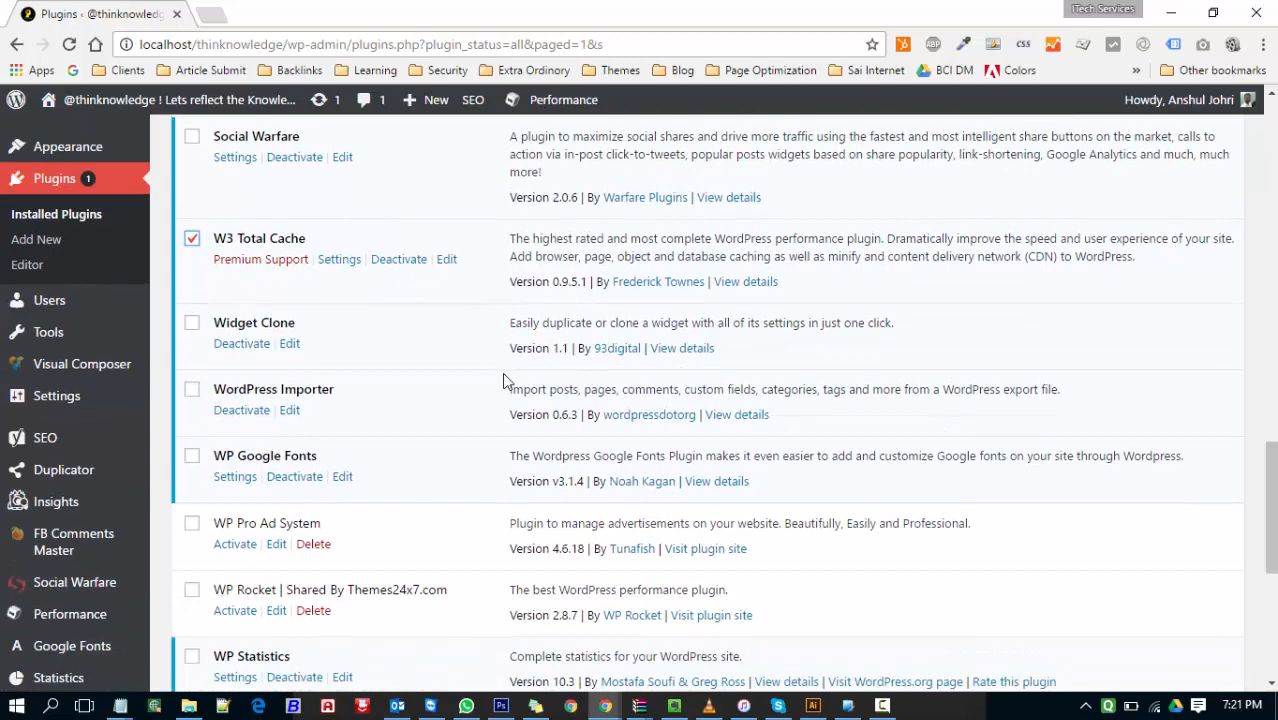 iTech Services
Plugins ‹ @thinknowledg
localhost/thinknowledge/wp-admin/plugins.php?plugin_status=all&paged=1&s
Apps Clients Article Submit Backlinks Learning Security Extra Ordinory Themes Blog Page Optimization Sai Internet BCI DM Colors » Other bookmarks
@thinknowledg ! Lets reflect the Knowle... 1 1 New SEO Performance Howdy, Anshul Johri
Appearance
Plugins 1
Installed Plugins
Add New
Editor
Users
Tools
Visual Composer
Settings
SEO
Duplicator
Insights
FB Comments
Master
Social Warfare
Performance
Google Fonts
Statistics
Social Warfare
Settings | Deactivate | Edit
A plugin to maximize social shares and drive more traffic using the fastest and most intelligent share buttons on the market, calls to
action via in-post click-to-tweets, popular posts widgets based on share popularity, link-shortening, Google Analytics and much, much
more!
Version 2.0.6 | By Warfare Plugins | View details
W3 Total Cache
Premium Support | Settings | Deactivate | Edit
The highest rated and most complete WordPress performance plugin. Dramatically improve the speed and user experience of your site.
Add browser, page, object and database caching as well as minify and content delivery network (CDN) to WordPress.
Version 0.9.5.1 | By Frederick Townes | View details
Widget Clone
Deactivate | Edit
Easily duplicate or clone a widget with all of its settings in just one click.
Version 1.1 | By 93digital | View details
WordPress Importer
Deactivate | Edit
Import posts, pages, comments, custom fields, categories, tags and more from a WordPress export file.
Version 0.6.3 | By wordpressdotorg | View details
WP Google Fonts
Settings | Deactivate | Edit
The Wordpress Google Fonts Plugin makes it even easier to add and customize Google fonts on your site through Wordpress.
Version v3.1.4 | By Noah Kagan | View details
WP Pro Ad System
Activate | Edit | Delete
Plugin to manage advertisements on your website. Beautifully, Easily and Professional.
Version 4.6.18 | By Tunafish | Visit plugin site
WP Rocket | Shared By Themes24x7.com
Activate | Edit | Delete
The best WordPress performance plugin.
Version 2.8.7 | By WP Rocket | Visit plugin site
WP Statistics
Settings | Deactivate | Edit
Complete statistics for your WordPress site.
Version 10.3 | By Mostafa Soufi & Greg Ross | View details | Visit WordPress.org page | Rate this plugin
7:21 PM